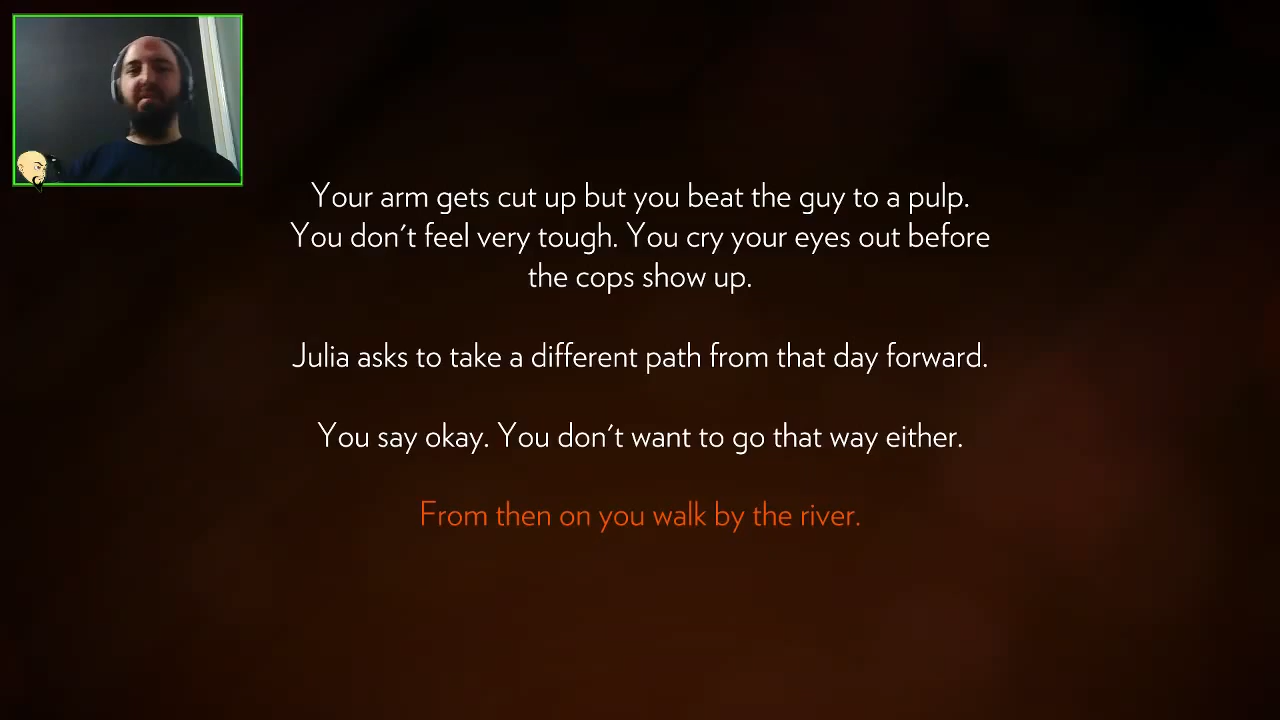 Your arm gets cut up but you beat the guy to a pulp.
You don't feel very tough. You cry your eyes out before
the cops show up.
Julia asks to take a different path from that day forward.
You say okay. You don't want to go that way either.
From then on you walk by the river.